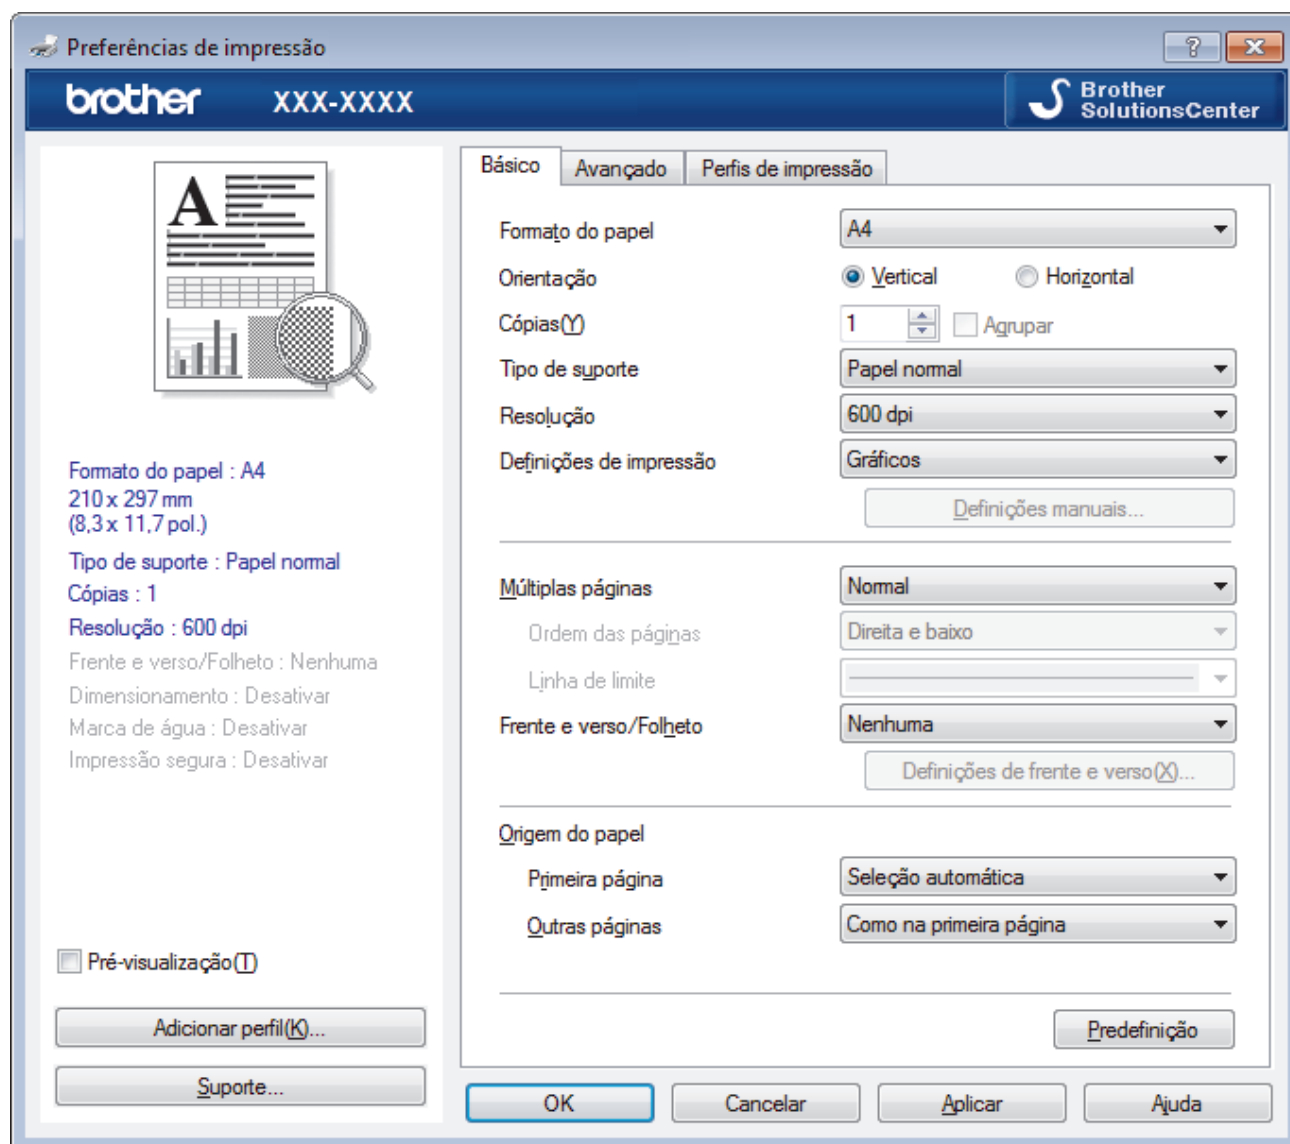 Preferências de impressão
brother XXX-XXXX
Brother
SolutionsCenter
A
Formato do papel : A4
210 x 297 mm
(8,3 x 11,7 pol.)
Tipo de suporte : Papel normal
Cópias : 1
Resolução : 600 dpi
Frente e verso/Folheto : Nenhuma
Dimensionamento : Desativar
Marca de água : Desativar
Impressão segura : Desativar
Pré-visualização(T)
Adicionar perfil(K)...
Suporte...
Básico Avançado Perfis de impressão
Formato do papel A4
Orientação Vertical Horizontal
Cópias(Y) 1 Agrupar
Tipo de suporte Papel normal
Resolução 600 dpi
Definições de impressão Gráficos
Definições manuais...
Múltiplas páginas Normal
Ordem das páginas Direita e baixo
Linha de limite
Frente e verso/Folheto Nenhuma
Definições de frente e verso(X)...
Origem do papel
Primeira página Seleção automática
Outras páginas Como na primeira página
Predefinição
OK Cancelar Aplicar Ajuda